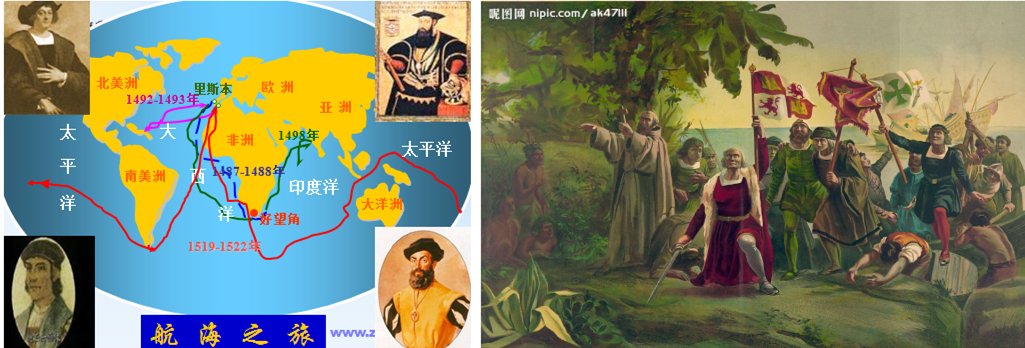 北美洲
里斯本
欧 洲
1492-1493年
亚 洲
太
平
洋
大
西
洋
非洲
1498年
太平洋
南美洲
1487-1488年
印度洋
大洋洲
好望角
1519-1522年
航 海 之 旅
www.z
昵图网 nipic.com/ak47lll